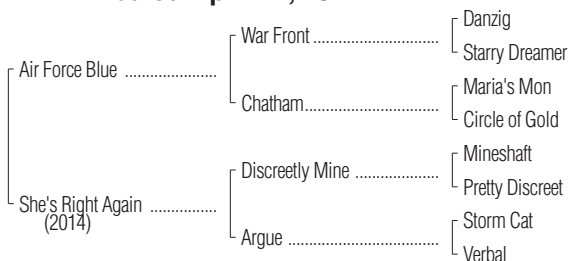 Danzig
War Front
Starry Dreamer
Air Force Blue
Maria's Mon
Chatham
Circle of Gold
Mineshaft
Discreetly Mine
Pretty Discreet
She's Right Again
(2014)
Storm Cat
Argue
Verbal